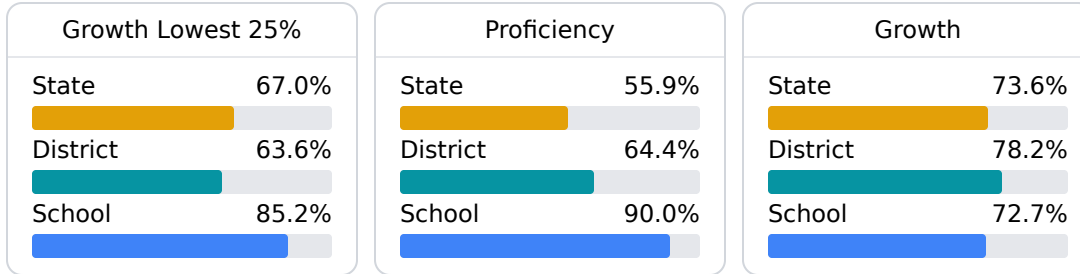 Growth Lowest 25%
State 67.0%
District 63.6%
School 85.2%
Proficiency
State 55.9%
District 64.4%
School 90.0%
Growth
State 73.6%
District 78.2%
School 72.7%